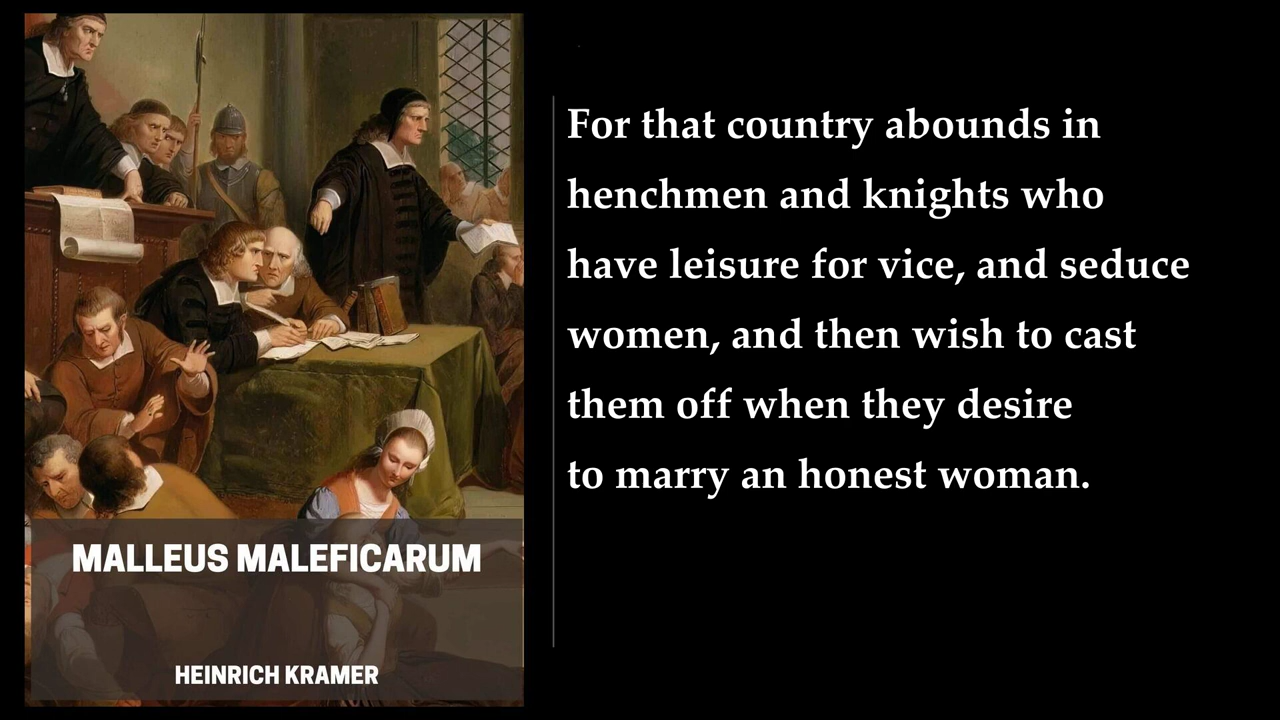 MALLEUS MALEFICARUM
HEINRICH KRAMER
For that country abounds in
henchmen and knights who
have leisure for vice, and seduce
women, and then wish to cast
them off when they desire
to marry an honest woman.